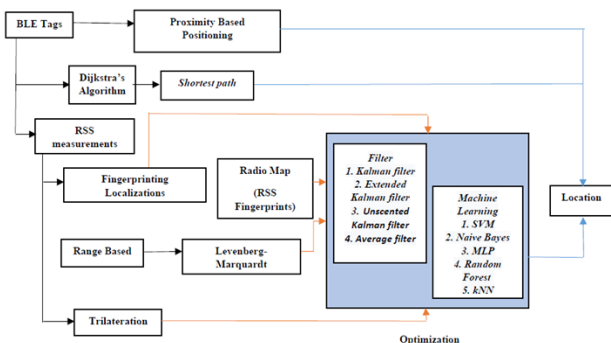 BLE Tags
Proximity Based
Positioning
Dijkstra's
Algorithm
Shortest path
RSS
measurements
Fingerprinting
Localizations
Radio Map
(RSS
Fingerprints)
Range Based
Levenberg-
Marquardt
Trilateration
Filter
1. Kalman filter
2. Extended
Kalman filter
3. Unscented
Kalman filter
4. Average filter
Machine
Learning
1. SVM
2. Naive Bayes
3. MLP
4. Random
Forest
5. kNN
Location
Optimization